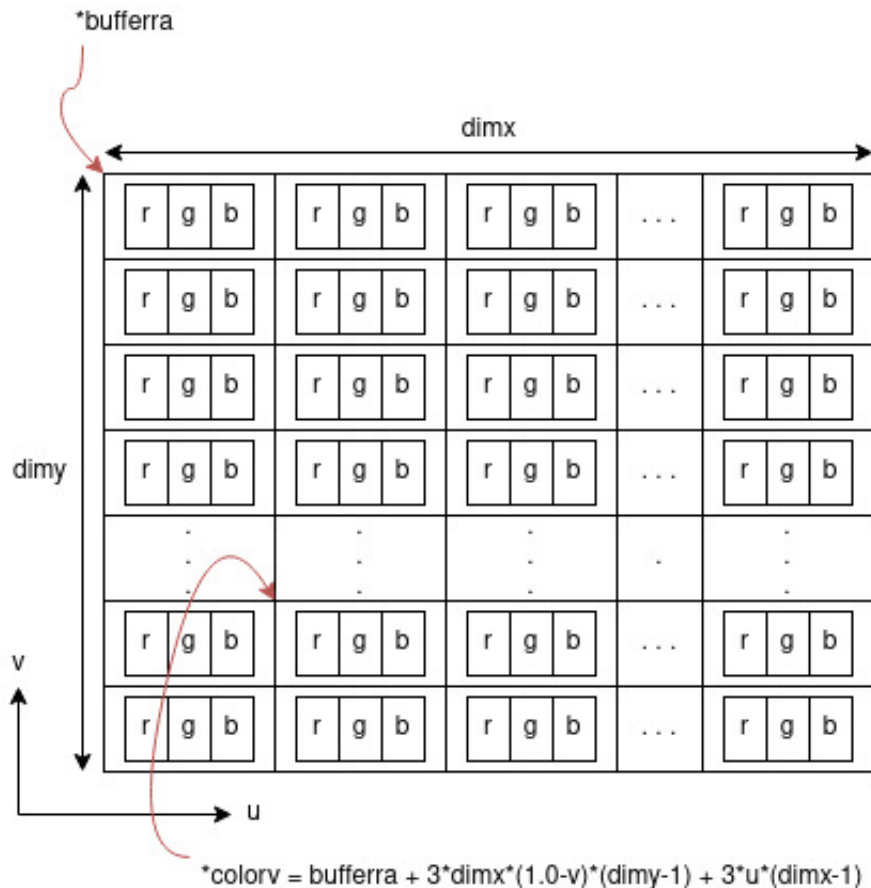 *bufferra
dimx
r g b r g b r g b . . . r g b
r g b r g b r g b . . . r g b
r g b r g b r g b . . . r g b
dimy r g b r g b r g b . . . r g b
. . . . .
. . . . .
. . . . .
r g b r g b r g b . . . r g b
v
r g b r g b r g b . . . r g b
u
*colorv = bufferra + 3*dimx*(1.0-v)*(dimy-1) + 3*u*(dimx-1)